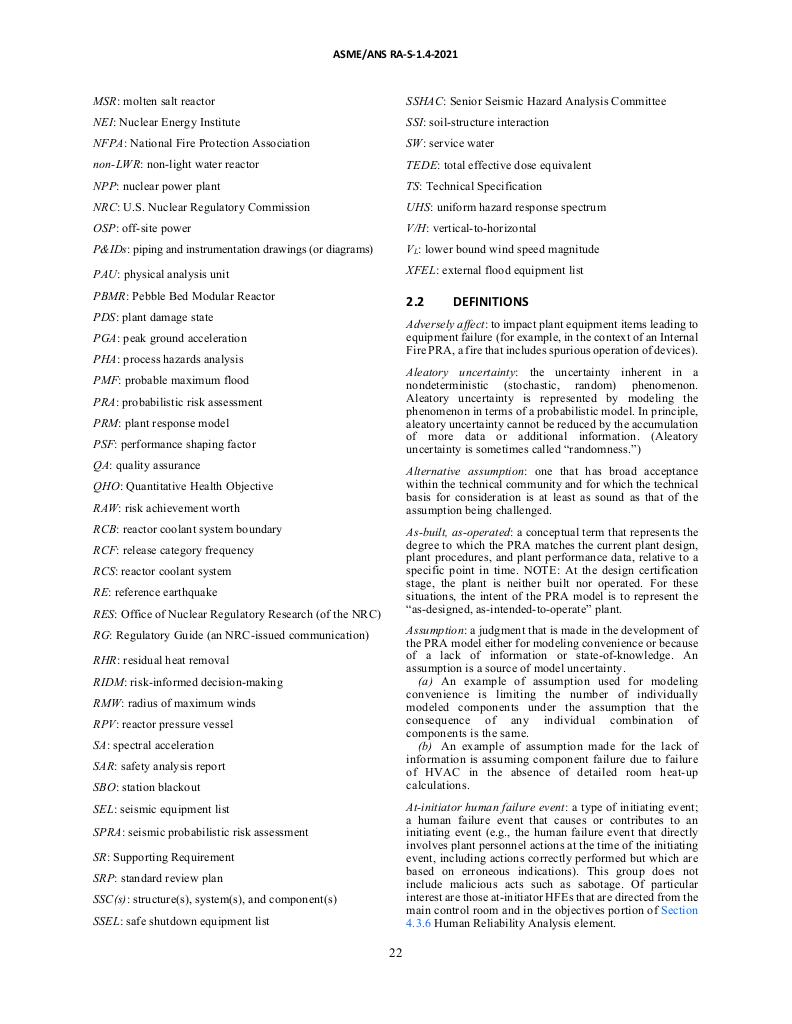 ASME/ANS RA-S-1.4-2021
MSR: molten salt reactor
NEI: Nuclear Energy Institute
NFPA: National Fire Protection Association
non-LWR: non-light water reactor
NPP: nuclear power plant
NRC: U.S. Nuclear Regulatory Commission
OSP: off-site power
P&IDs: piping and instrumentation drawings (or diagrams)
PAU: physical analysis unit
PBMR: Pebble Bed Modular Reactor
PDS: plant damage state
PGA: peak ground acceleration
PHA: process hazards analysis
PMF: probable maximum flood
PRA: probabilistic risk assessment
PRM: plant response model
PSF: performance shaping factor
QA: quality assurance
QHO: Quantitative Health Objective
RAW: risk achievement worth
RCB: reactor coolant system boundary
RCF: release category frequency
RCS: reactor coolant system
RE: reference earthquake
RES: Office of Nuclear Regulatory Research (of the NRC)
RG: Regulatory Guide (an NRC-issued communication)
RHR: residual heat removal
RIDM: risk-informed decision-making
RMW: radius of maximum winds
RPV: reactor pressure vessel
SA: spectral acceleration
SAR: safety analysis report
SBO: station blackout
SEL: seismic equipment list
SPRA: seismic probabilistic risk assessment
SR: Supporting Requirement
SRP: standard review plan
SSC(s): structure(s), system(s), and component(s)
SSEL: safe shutdown equipment list
SSHAC: Senior Seismic Hazard Analysis Committee
SSI: soil-structure interaction
SW: service water
TEDE: total effective dose equivalent
TS: Technical Specification
UHS: uniform hazard response spectrum
V/H: vertical-to-horizontal
VL: lower bound wind speed magnitude
XFEL: external flood equipment list
2.2 DEFINITIONS
Adversely affect: to impact plant equipment items leading to
equipment failure (for example, in the context of an Internal
Fire PRA, a fire that includes spurious operation of devices).
Aleatory uncertainty: the uncertainty inherent in a
nondeterministic (stochastic, random) phenomenon.
Aleatory uncertainty is represented by modeling the
phenomenon in terms of a probabilistic model. In principle,
aleatory uncertainty cannot be reduced by the accumulation
of more data or additional information. (Aleatory
uncertainty is sometimes called “randomness.”)
Alternative assumption: one that has broad acceptance
within the technical community and for which the technical
basis for consideration is at least as sound as that of the
assumption being challenged.
As-built, as-operated: a conceptual term that represents the
degree to which the PRA matches the current plant design,
plant procedures, and plant performance data, relative to a
specific point in time. NOTE: At the design certification
stage, the plant is neither built nor operated. For these
situations, the intent of the PRA model is to represent the
“as-designed, as-intended-to-operate” plant.
Assumption: a judgment that is made in the development of
the PRA model either for modeling convenience or because
of a lack of information or state-of-knowledge. An
assumption is a source of model uncertainty.
(a) An example of assumption used for modeling
convenience is limiting the number of individually
modeled components under the assumption that the
consequence of any individual combination of
components is the same.
(b) An example of assumption made for the lack of
information is assuming component failure due to failure
of HVAC in the absence of detailed room heat-up
calculations.
At-initiator human failure event: a type of initiating event;
a human failure event that causes or contributes to an
initiating event (e.g., the human failure event that directly
involves plant personnel actions at the time of the initiating
event, including actions correctly performed but which are
based on erroneous indications). This group does not
include malicious acts such as sabotage. Of particular
interest are those at-initiator HFEs that are directed from the
main control room and in the objectives portion of Section
4.3.6 Human Reliability Analysis element.
22